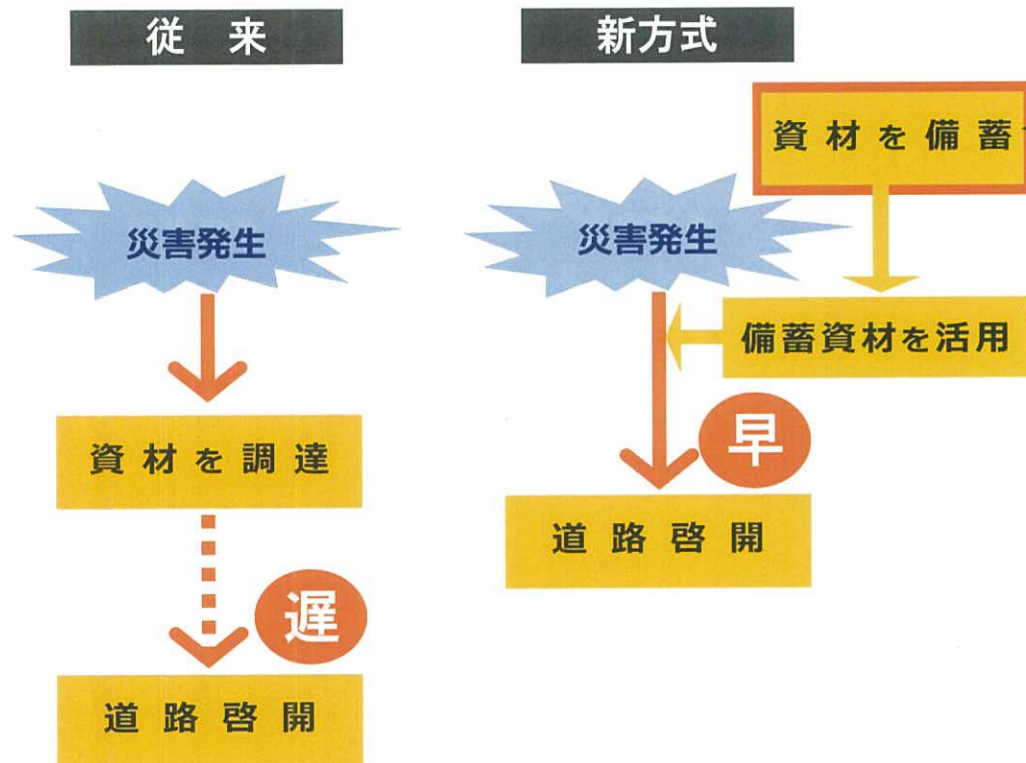 従 来
災害発生
資 材 を 調 達
遅
道 路 啓 開
新方式
資 材 を 備 蓄
災害発生
備蓄資材を活用
早
道 路 啓 開